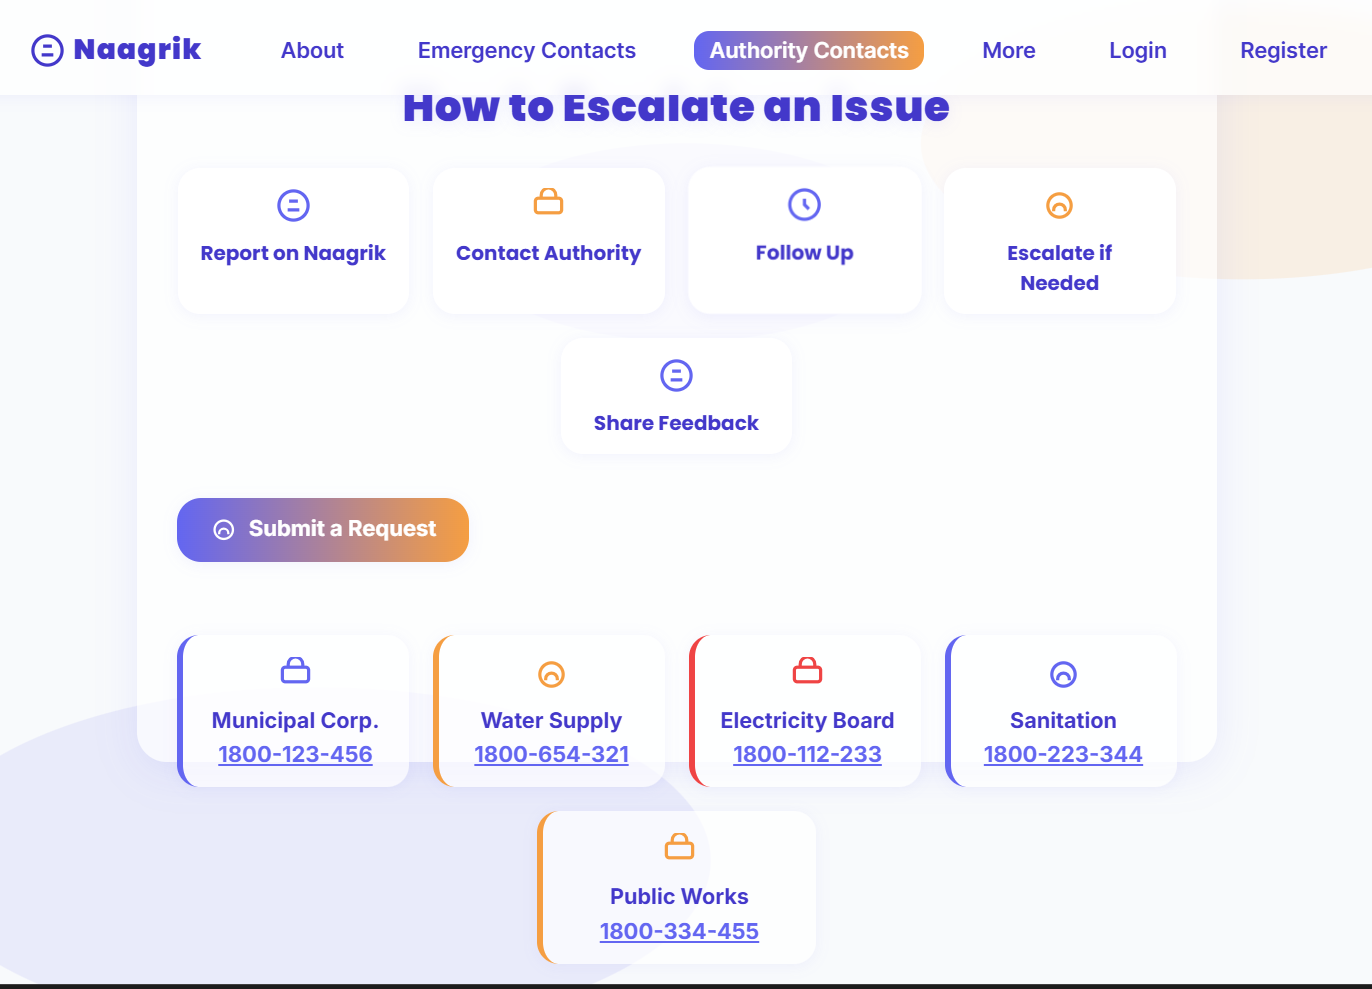 Naagrik
About
Emergency Contacts
Authority Contacts
More
Login
Register
How to Escalate an Issue
Report on Naagrik
Contact Authority
Follow Up
Escalate if
Needed
Share Feedback
Submit a Request
Municipal Corp.
1800-123-456
Water Supply
1800-654-321
Electricity Board
1800-112-233
Sanitation
1800-223-344
Public Works
1800-334-455